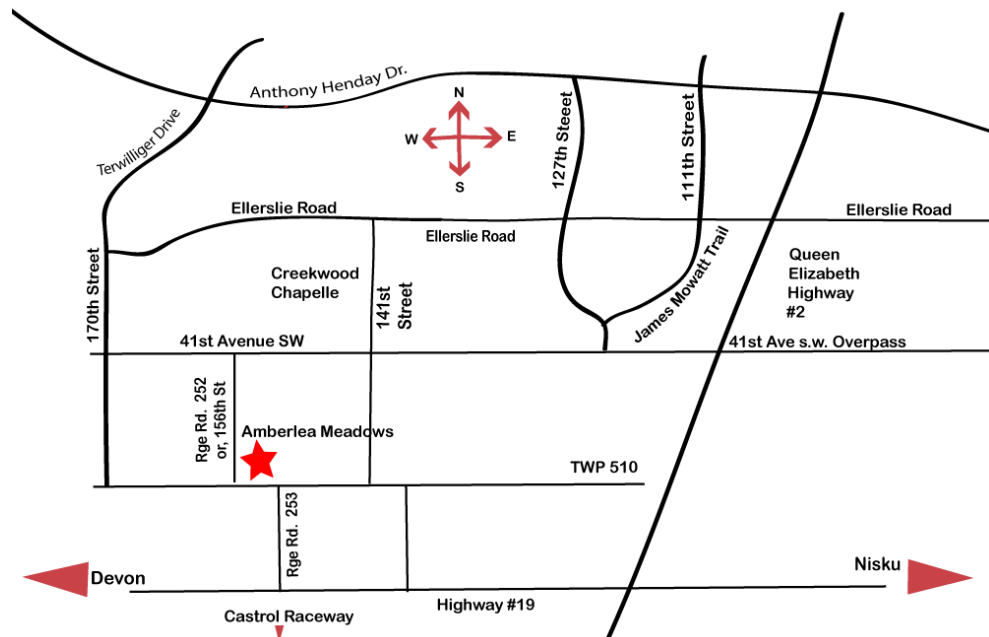 Anthony Henday Dr.
Terwilliger Drive
N
W
E
S
127th Steeet
111th Street
Ellerslie Road
Ellerslie Road
Ellerslie Road
170th Street
Creekwood
Chapelle
141st
Street
James Mowatt Trail
Queen
Elizabeth
Highway
#2
41st Avenue SW
41st Ave s.w. Overpass
Rge Rd. 252
or, 156th St
Amberlea Meadows
TWP 510
Rge Rd. 253
Devon
Nisku
Highway #19
Castrol Raceway